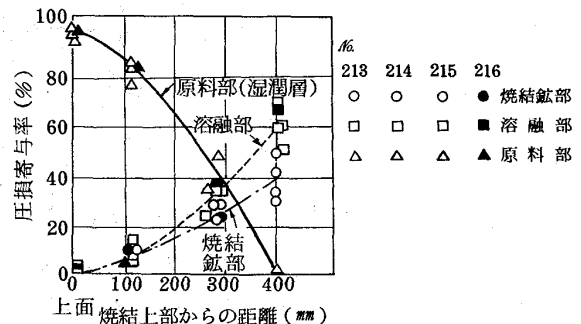 圧損寄与率(%)
100
80
60
40
20
0
0 100 200 300 400
上面 焼結上部からの距離(mm)
原料部(湿潤層)
溶融部
焼結
鉱部
No.
213 214 215 216
焼結鉱部
溶融部
原料部